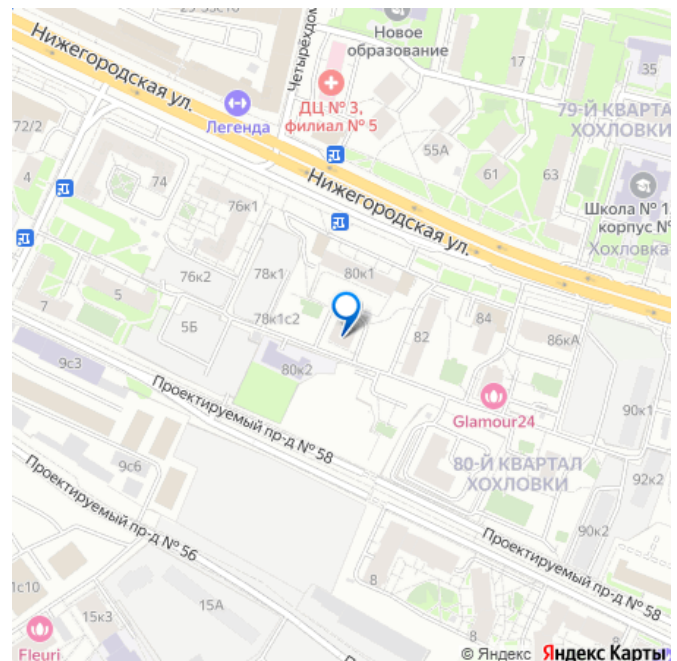 Новое
образование
Четырёхдом
17
35
Нижегородская ул.
ДЦ № 3,
филиал № 5
Легенда
79-Й КВАРТА
ХОХЛОВКИ
72/2
55А
4
74
61
63
Нижегородская ул.
Школа № 1
корпус №
Хохловка
76к1
76к2
78к1
80к1
7
5
5Б
78к1с2
82
84
86кА
9с3
80к2
Проектируемый пр-д № 58
Glamour24
90к1
80-Й КВАРТАЛ
ХОХЛОВКИ
9с6
92к2
Проектируемый пр-д № 56
90к2
Проектируемый пр-д № 58
8
1с10
15к3
15А
8
8
Fleuri
© Яндекс Яндекс Карты